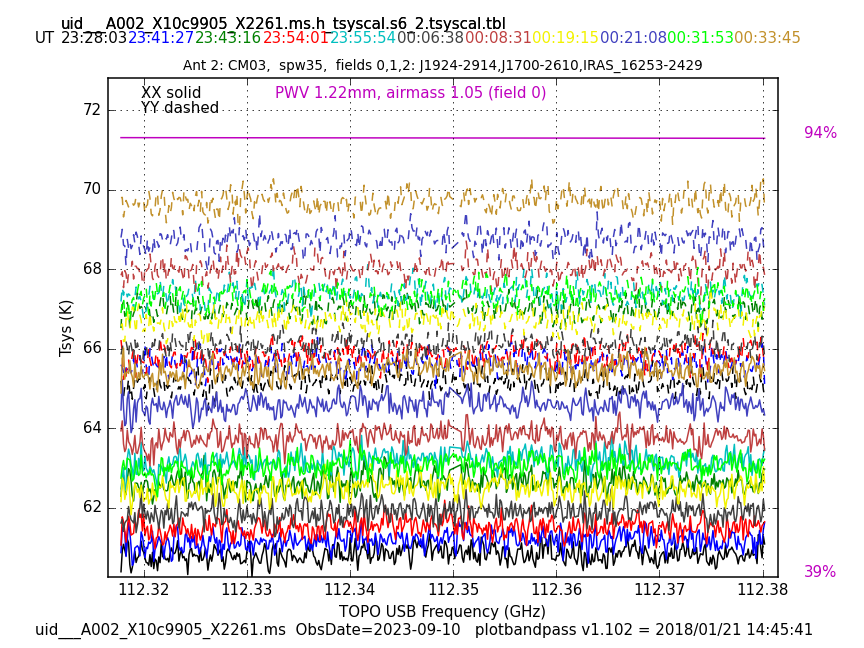 uid___A002_X10c9905_X2261.ms.h_tsyscal.s6_2.tsyscal.tbl
UT 23:28:03 23:41:27 23:43:16 23:54:01 23:55:54 00:06:38 00:08:31 00:19:15 00:21:08 00:31:53 00:33:45
Ant 2: CM03,  spw35,  fields 0,1,2: J1924-2914,J1700-2610,IRAS_16253-2429
XX solid
PWV 1.22mm, airmass 1.05 (field 0)
YY dashed
72
94%
70
68
66
64
62
Tsys (K)
39%
112.32 112.33 112.34 112.35 112.36 112.37 112.38
TOPO USB Frequency (GHz)
uid___A002_X10c9905_X2261.ms  ObsDate=2023-09-10   plotbandpass v1.102 = 2018/01/21 14:45:41